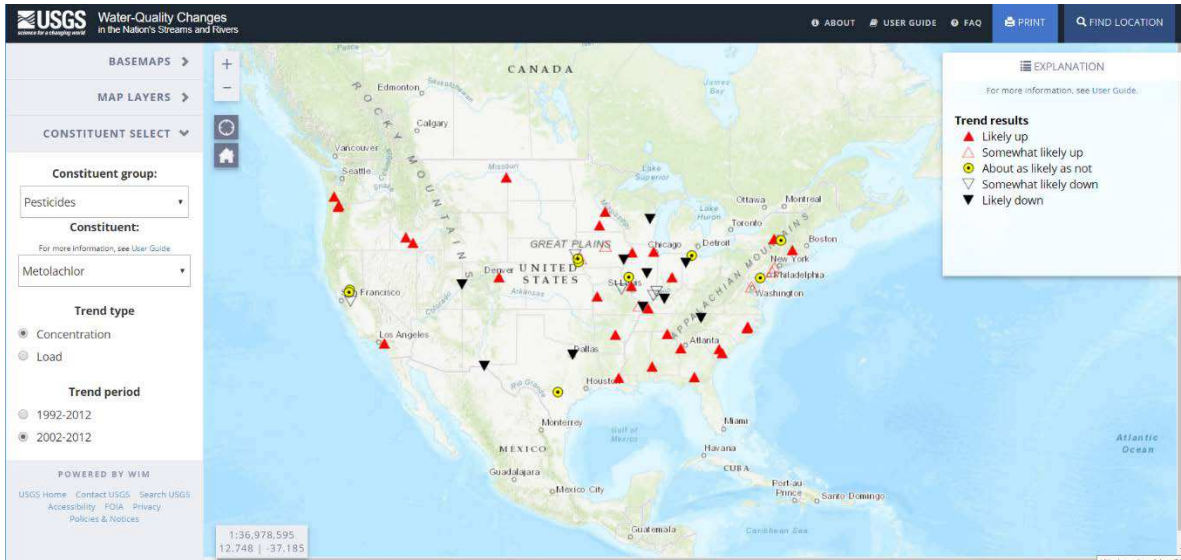 USGS
science for a changing world
Water-Quality Changes
in the Nation's Streams and Rivers
ABOUT
USER GUIDE
FAQ
PRINT
FIND LOCATION
BASEMAPS
MAP LAYERS
CONSTITUENT SELECT
Constituent group:
Pesticides
Constituent:
For more information, see User Guide
Metolachlor
Trend type
Concentration
Load
Trend period
1992-2012
2002-2012
POWERED BY WIM
USGS Home Contact USGS Search USGS
Accessibility FOIA Privacy
Policies & Notices
+
−
EXPLANATION
For more information, see User Guide.
Trend results
Likely up
Somewhat likely up
About as likely as not
Somewhat likely down
Likely down
CANADA
James
Bay
Edmonton
ROCKY MOUNTAINS
Calgary
Vancouver
Seattle
Missouri
Lake
Superior
Ottawa
Montreal
Lake
Huron
Toronto
GREAT PLAINS
Chicago
Detroit
Boston
New York
Philadelphia
Denver
UNITED
STATES
St Louis
Washington
APPALACHIAN MOUNTAINS
Francisco
Colorado
Arkansas
Los Angeles
Atlanta
Dallas
Rio Grande
Houston
Monterrey
Gulf of
Mexico
Miami
Atlantic
Ocean
MÉXICO
Havana
CUBA
Guadalajara
Mexico City
Port-au-
Prince
Santo Domingo
Guatemala
Caribbean Sea
1:36,978,595
12.748 | -37.185